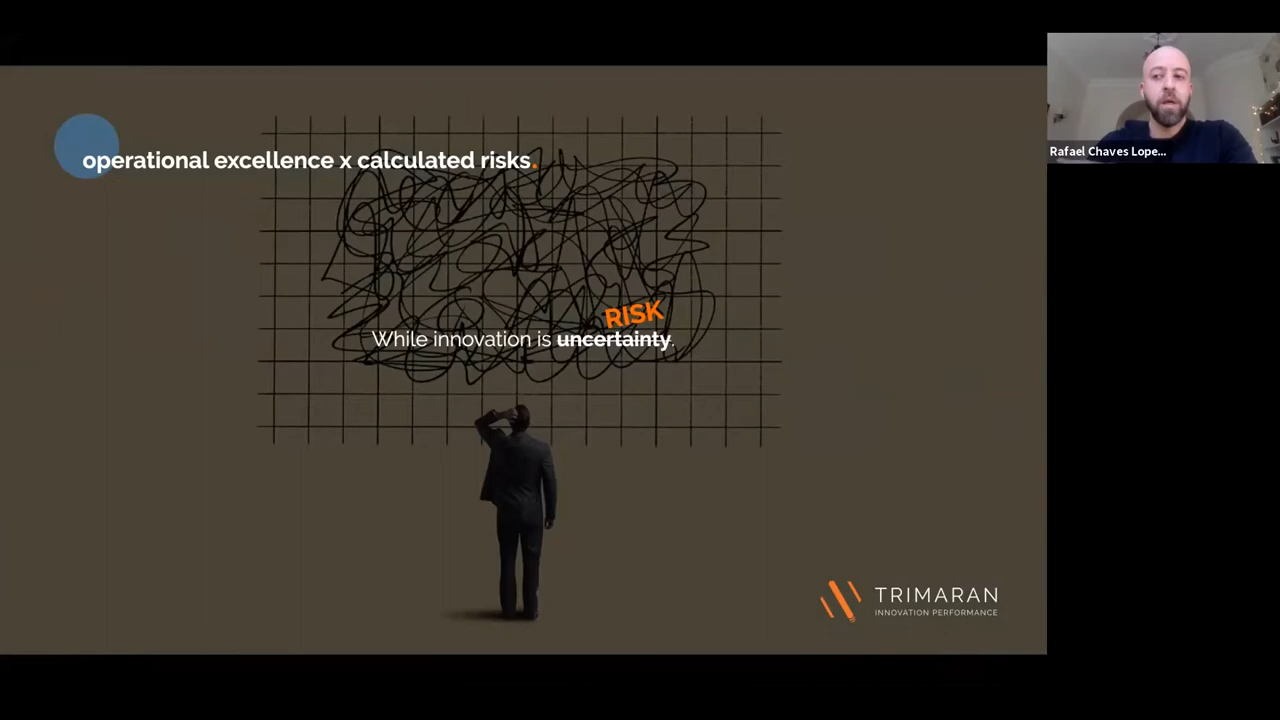 operational excellence x calculated risks.
RISK
While innovation is uncertainty.
TRIMARAN
INNOVATION PERFORMANCE
Rafael Chaves Lope...